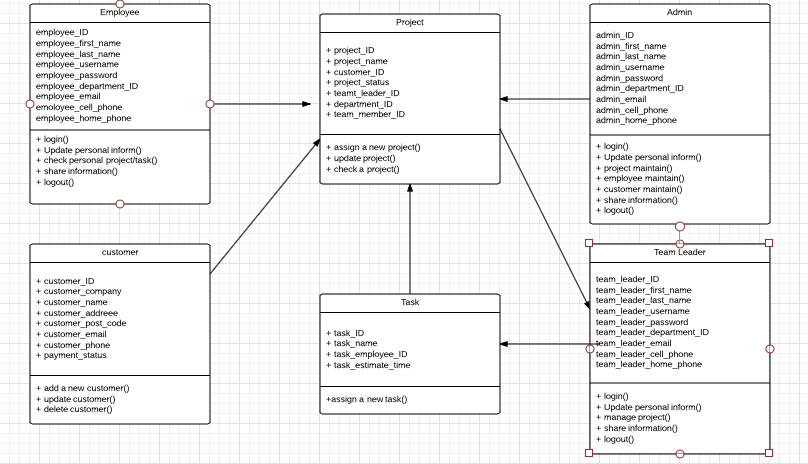 Employee
employee_ID
employee_first_name
employee_last_name
employee_username
employee_password
employee_department_ID
employee_email
employee_cell_phone
employee_home_phone
+ login()
+ Update personal inform()
+ check personal project/task()
+ share information()
+ logout()
Project
+ project_ID
+ project_name
+ customer_ID
+ project_status
+ teamt_leader_ID
+ department_ID
+ team_member_ID
+ assign a new project()
+ update project()
+ check a project()
Admin
admin_ID
admin_first_name
admin_last_name
admin_username
admin_password
admin_department_ID
admin_email
admin_cell_phone
admin_home_phone
+ login()
+ Update personal inform()
+ project maintain()
+ employee maintain()
+ customer maintain()
+ share information()
+ logout()
customer
+ customer_ID
+ customer_company
+ customer_name
+ customer_addreee
+ customer_post_code
+ customer_email
+ customer_phone
+ payment_status
+ add a new customer()
+ update customer()
+ delete customer()
Task
+ task_ID
+ task_name
+ task_employee_ID
+ task_estimate_time
+assign a new task()
Team Leader
team_leader_ID
team_leader_first_name
team_leader_last_name
team_leader_username
team_leader_password
team_leader_department_ID
team_leader_email
team_leader_cell_phone
team_leader_home_phone
+ login()
+ Update personal inform()
+ manage project()
+ share information()
+ logout()